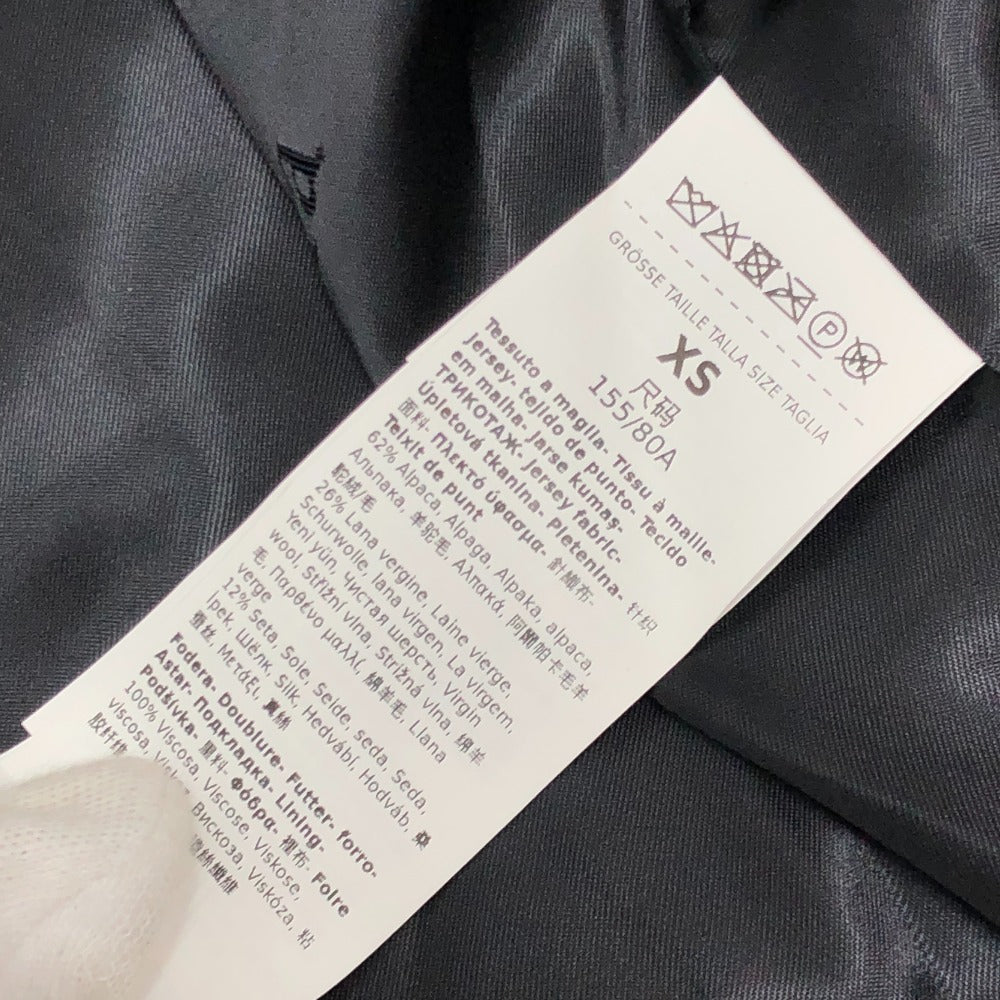 P
W
GRÖSSE TAILLE TALLA SIZE TAGLIA
XS
尺码
155/80A
Tessuto a maglia- Tissu à maille-
Jersey- tejido de punto- Tecido
em malha- Jarse kumaş-
ТРИКОТАЖ- Jersey fabric-
Úpletová tkanina- Pletenina- 针织
面料- Πλεκτό ύφασμα- 針織布-
Teixit de punt
62% Alpaca, Alpaga, Alpaka, alpaca,
Альпака, 羊驼毛, Αλπακά, 阿爾帕卡毛羊
駝絨/毛
26% Lana vergine, Laine vierge,
Schurwolle, lana virgen, La virgem,
Yeni yün, Чистая шерсть, Virgin
wool, Střižní vlna, Strižná vlna, 绵羊
毛, Παρθένο μαλλί, 綿羊毛, Llana
verge
12% Seta, Soie, Seide, seda, Seda,
İpek, Шёлк, Silk, Hedvábí, Hodváb, 桑
蚕丝, Μετάξι, 真絲
Fodera- Doublure- Futter- forro-
Astar- Подкладка- Lining-
Podšívka- 里料- Φόδρα- 裡布- Folre
100% Viscosa, Viscose, Viskose,
viscosa, Вискоза, Viskóza, 粘
胶纤维